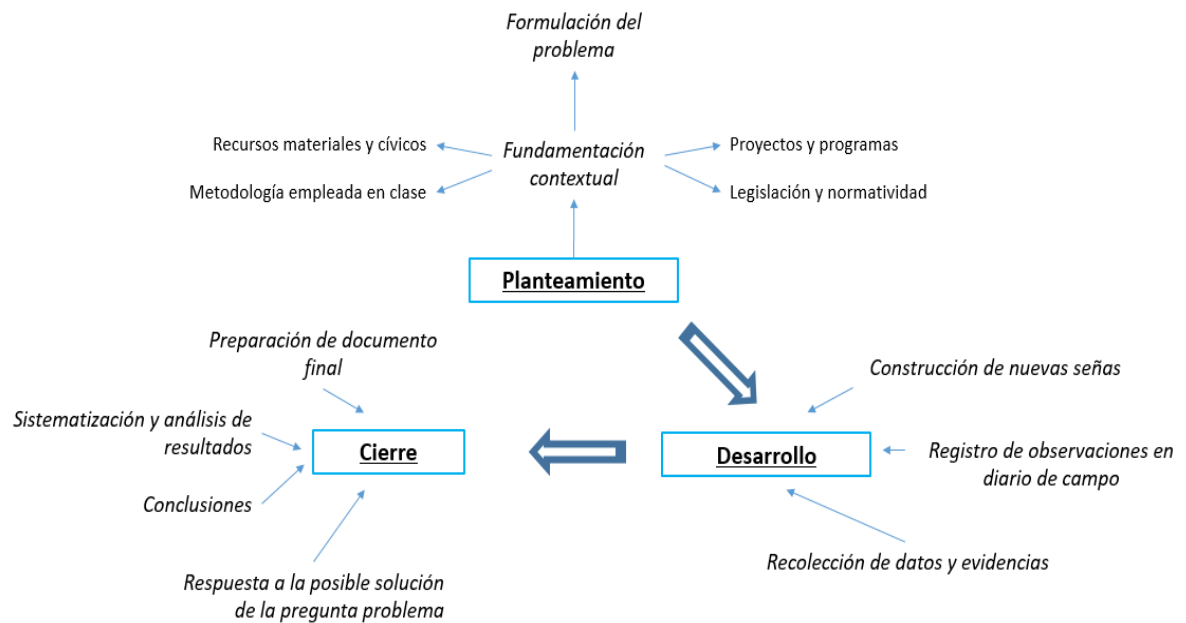 Formulación del
problema
Recursos materiales y cívicos
Fundamentación
contextual
Proyectos y programas
Metodología empleada en clase
Legislación y normatividad
Planteamiento
Preparación de documento
final
Construcción de nuevas señas
Sistematización y análisis de
resultados
Cierre
Desarrollo
Registro de observaciones en
diario de campo
Conclusiones
Recolección de datos y evidencias
Respuesta a la posible solución
de la pregunta problema